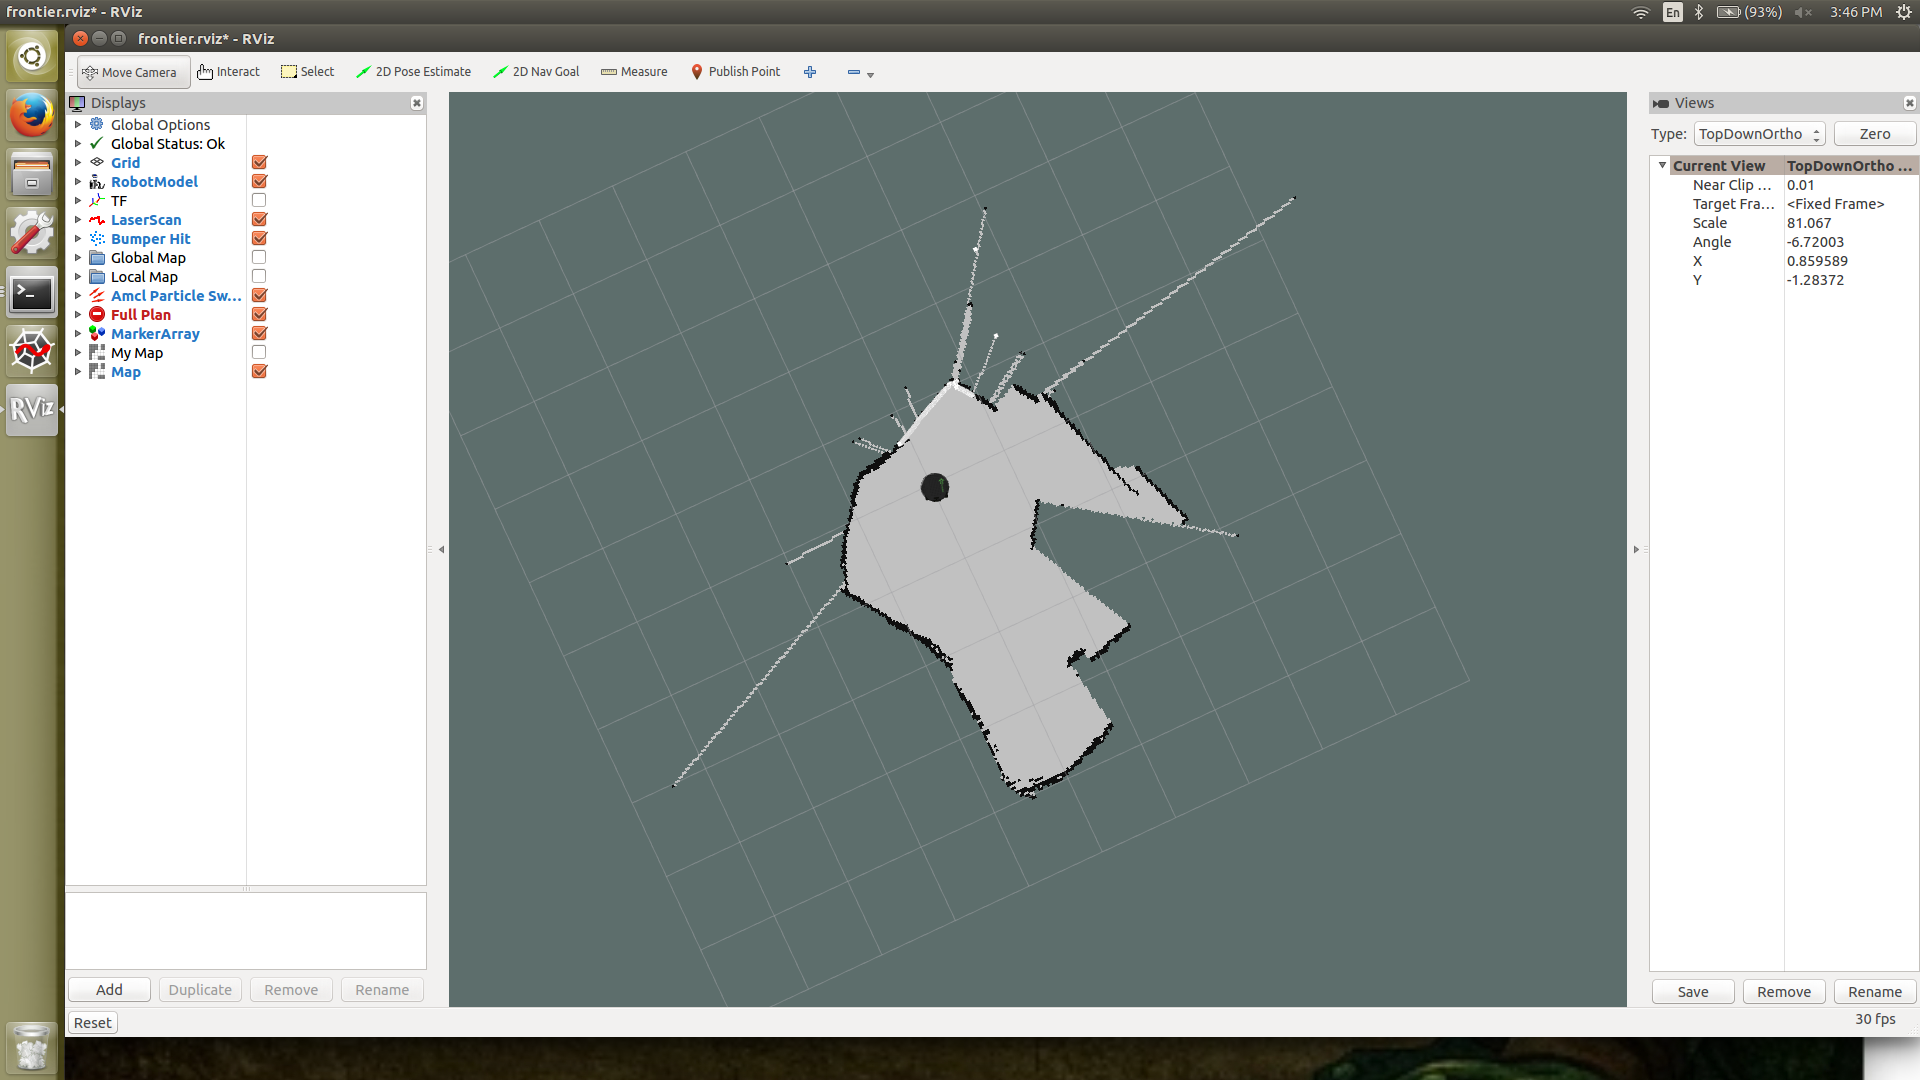 frontier.rviz* - RViz
En
(93%)
3:46 PM
frontier.rviz* - RViz
Move Camera
Interact
Select
2D Pose Estimate
2D Nav Goal
Measure
Publish Point
Displays
Global Options
Global Status: Ok
Grid
RobotModel
TF
LaserScan
Bumper Hit
Global Map
Local Map
Amcl Particle Sw...
Full Plan
MarkerArray
My Map
Map
Add
Duplicate
Remove
Rename
Reset
RViz
Views
Type:
TopDownOrtho
Zero
Current View TopDownOrtho ...
Near Clip ... 0.01
Target Fra... <Fixed Frame>
Scale 81.067
Angle -6.72003
X 0.859589
Y -1.28372
Save
Remove
Rename
30 fps